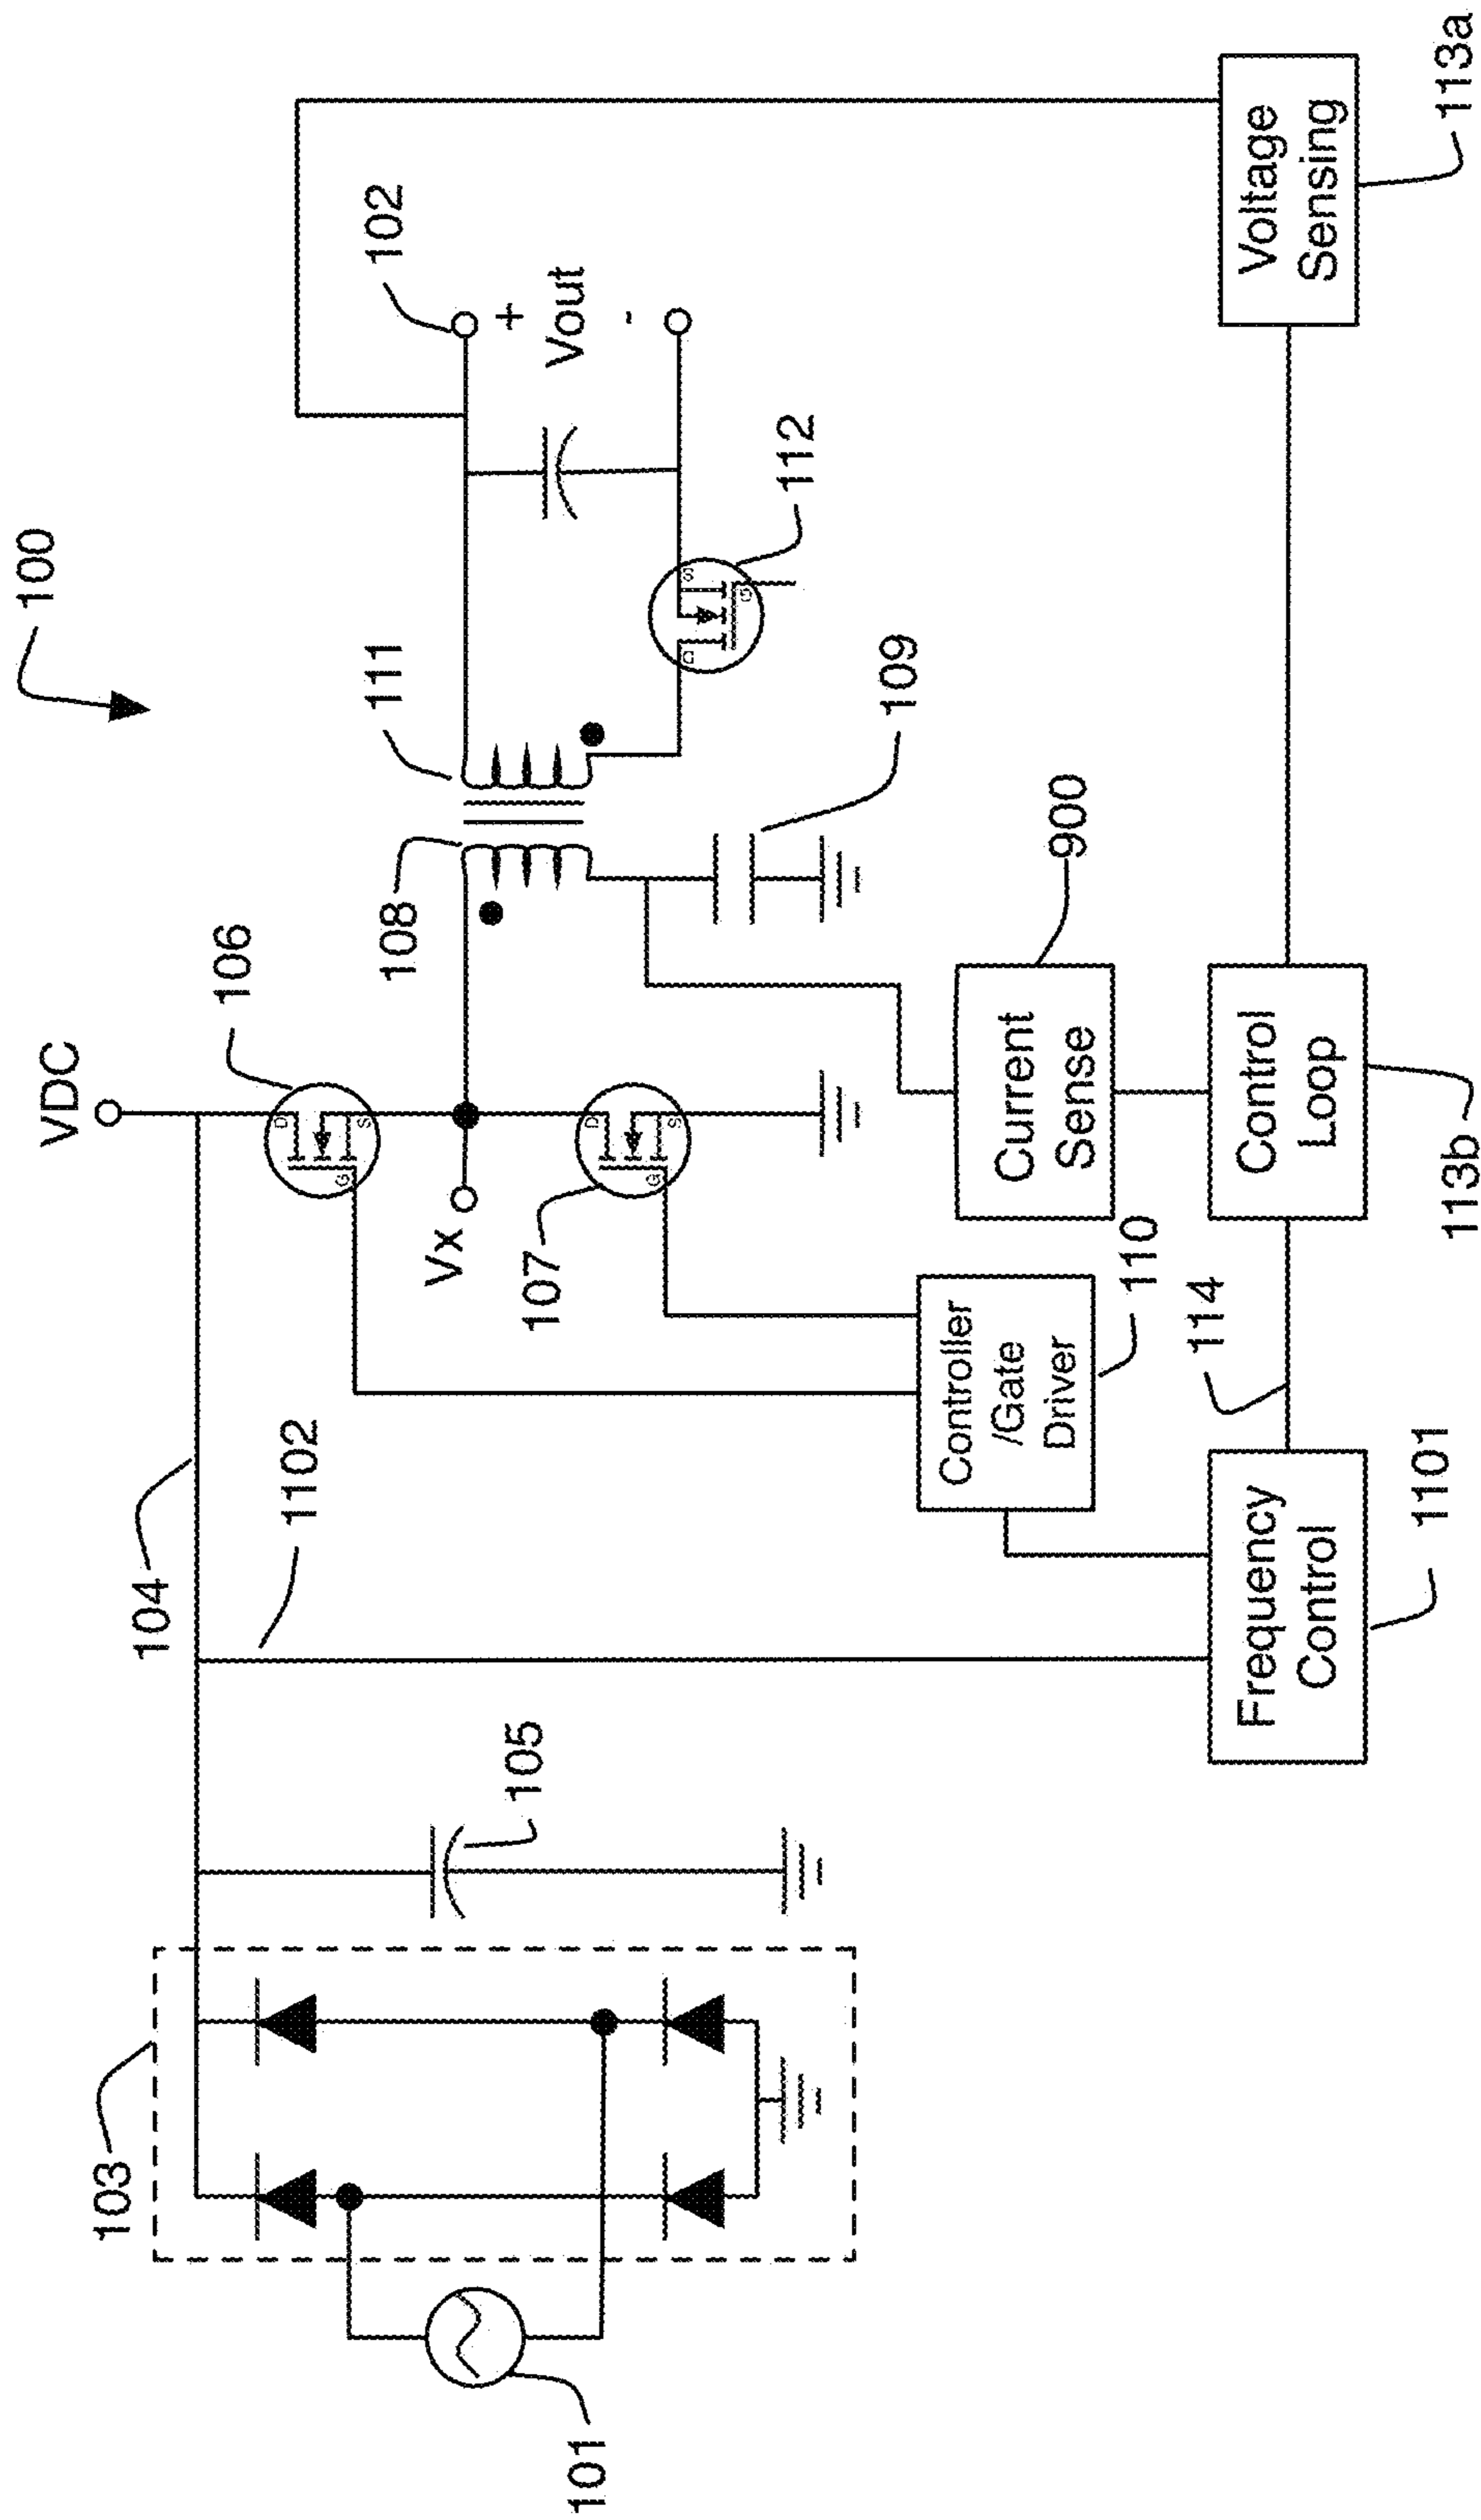 100
VDC
103
104
106
D
G
S
1102
111
102
108
Vx
+
105
107
Vout
101
-
D
G
S
S
112
109
Controller
/Gate
Driver
Current
Sense
900
110
114
Frequency
Control
Control
Loop
Voltage
Sensing
1101
113b
113a